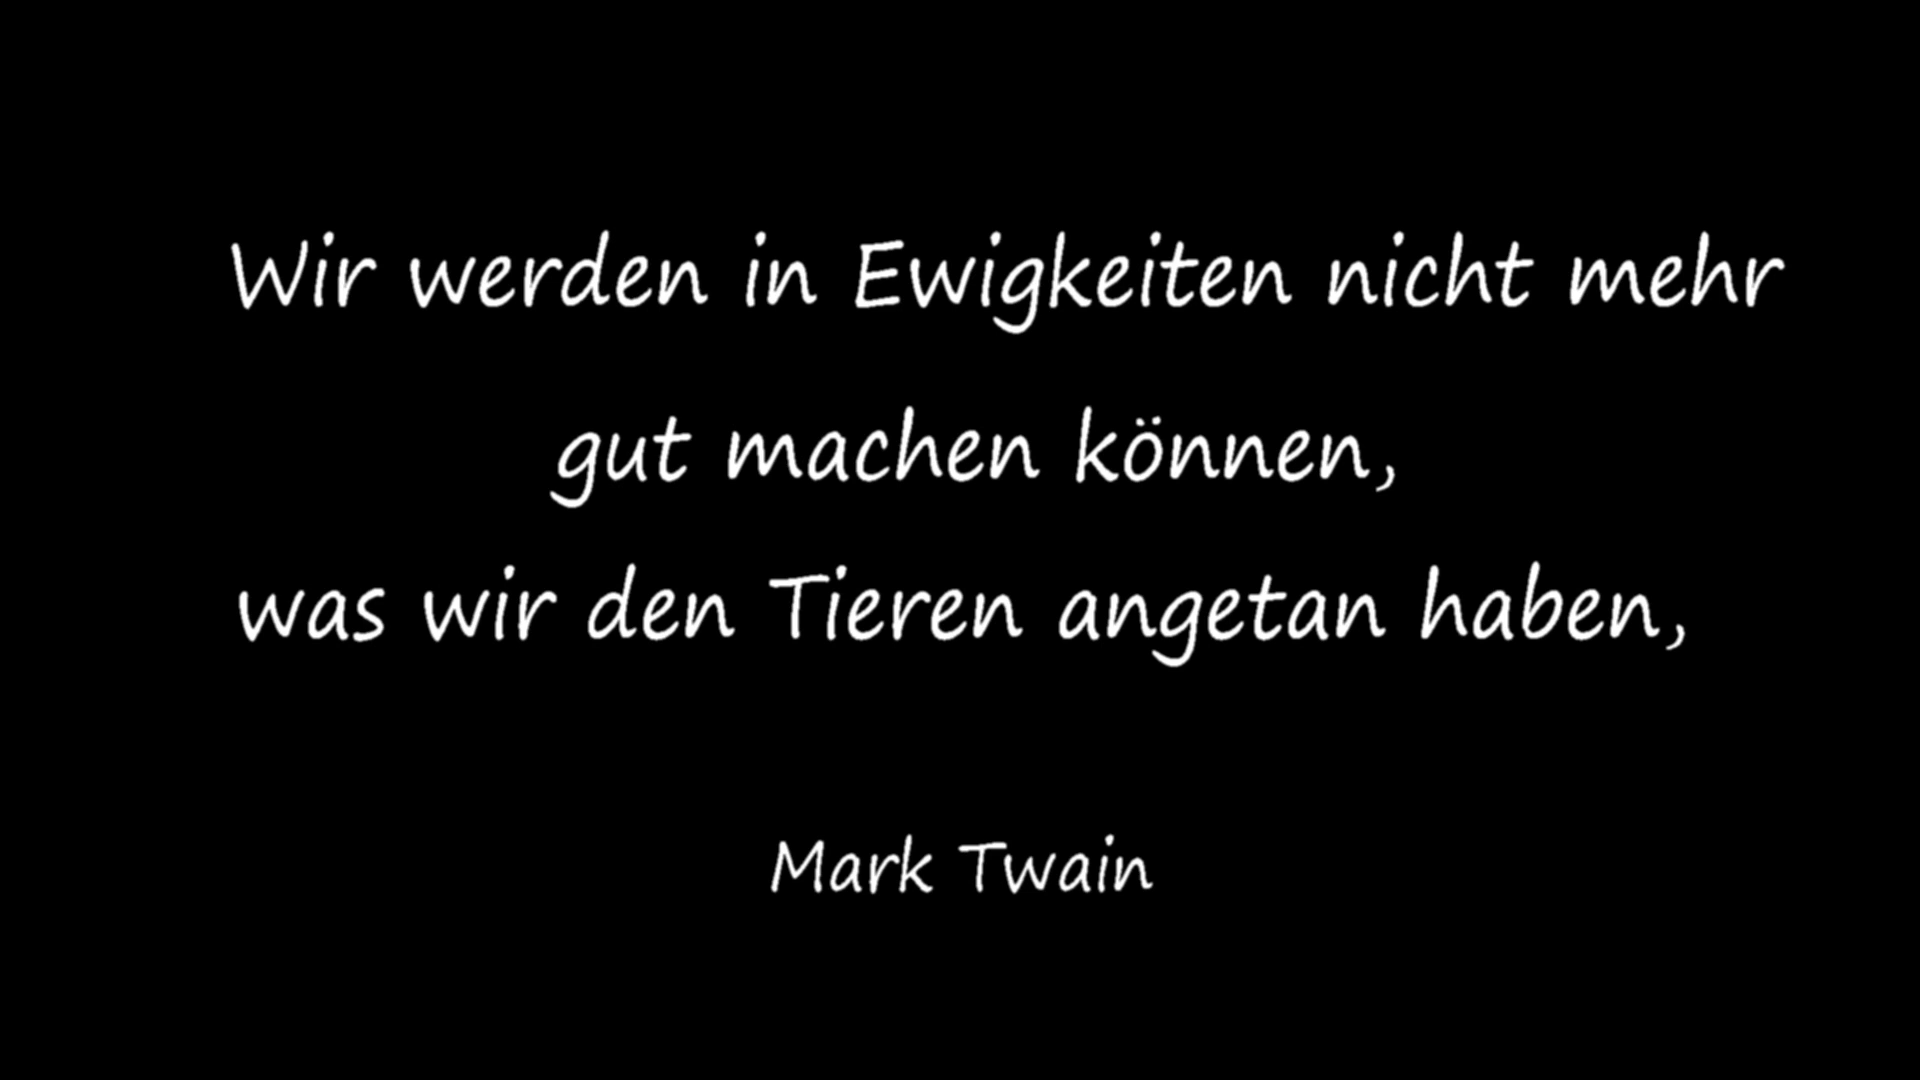 Wir werden in Ewigkeiten nicht mehr
gut machen können,
was wir den Tieren angetan haben,
Mark Twain